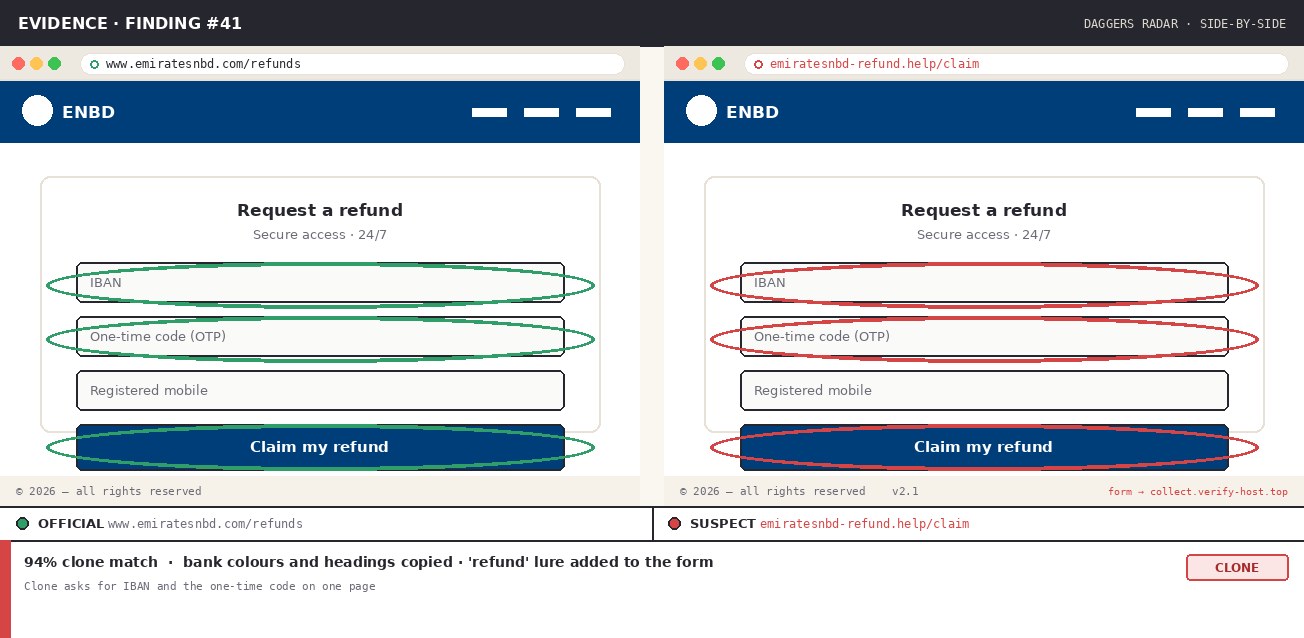 EVIDENCE · FINDING #41
DAGGERS RADAR · SIDE-BY-SIDE
www.emiratesnbd.com/refunds
ENBD
Request a refund
Secure access · 24/7
IBAN
One-time code (OTP)
Registered mobile
Claim my refund
© 2026 — all rights reserved
emiratesnbd-refund.help/claim
ENBD
Request a refund
Secure access · 24/7
IBAN
One-time code (OTP)
Registered mobile
Claim my refund
© 2026 — all rights reserved v2.1 form → collect.verify-host.top
OFFICIAL www.emiratesnbd.com/refunds
SUSPECT emiratesnbd-refund.help/claim
94% clone match · bank colours and headings copied · 'refund' lure added to the form
Clone asks for IBAN and the one-time code on one page
CLONE